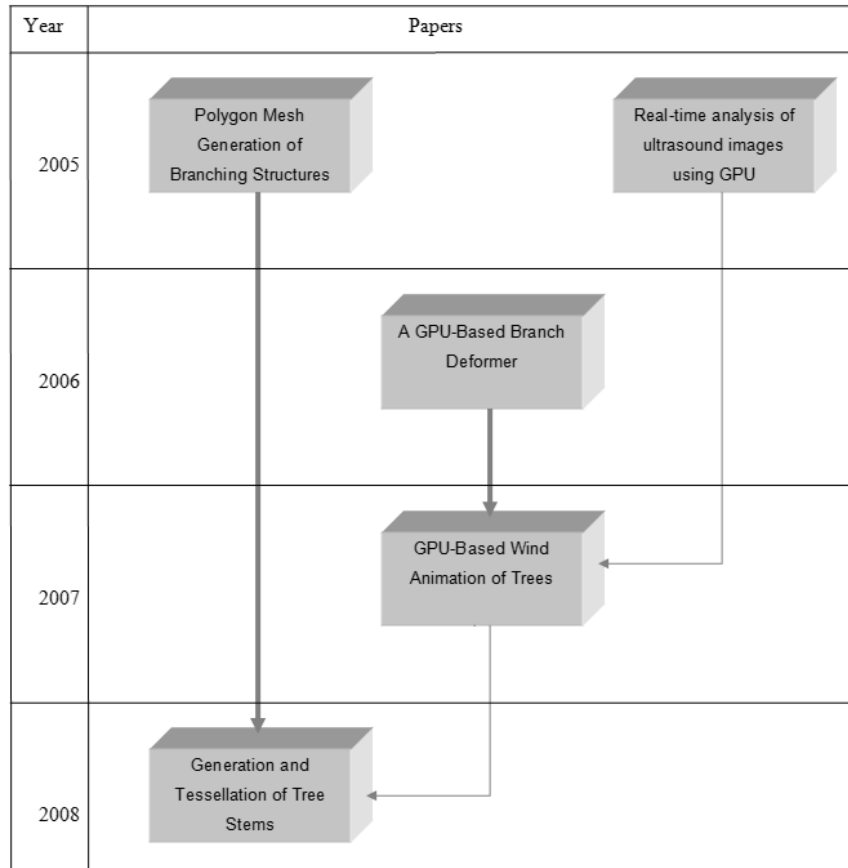 Year
Papers
2005
Polygon Mesh
Generation of
Branching Structures
Real-time analysis of
ultrasound images
using GPU
2006
A GPU-Based Branch
Deformer
2007
GPU-Based Wind
Animation of Trees
2008
Generation and
Tessellation of Tree
Stems